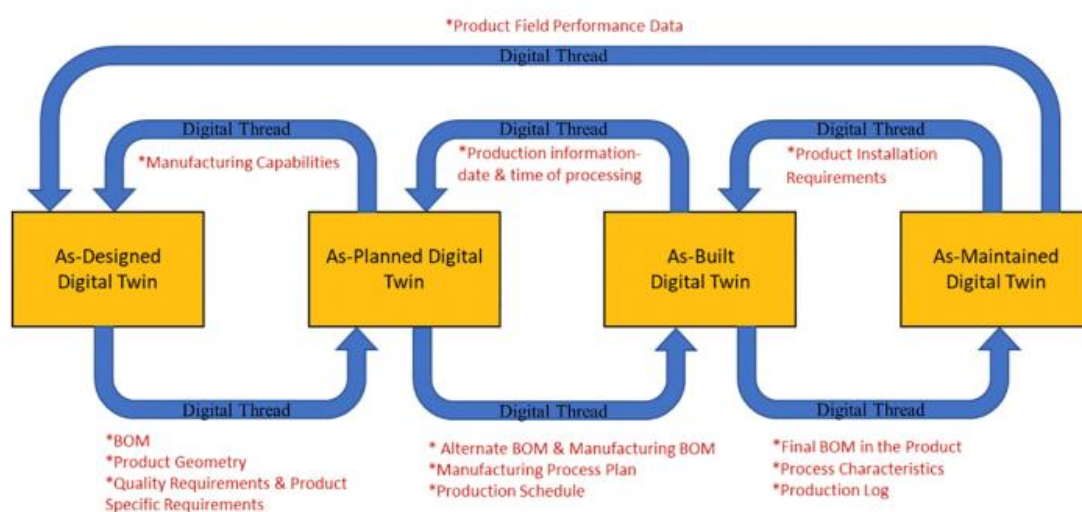 *Product Field Performance Data
Digital Thread
Digital Thread
Digital Thread
Digital Thread
*Manufacturing Capabilities
*Production information-
date & time of processing
*Product Installation
Requirements
As-Designed
Digital Twin
As-Planned Digital
Twin
As-Built
Digital Twin
As-Maintained
Digital Twin
Digital Thread
Digital Thread
Digital Thread
*BOM
*Product Geometry
*Quality Requirements & Product
Specific Requirements
* Alternate BOM & Manufacturing BOM
*Manufacturing Process Plan
*Production Schedule
*Final BOM in the Product
*Process Characteristics
*Production Log